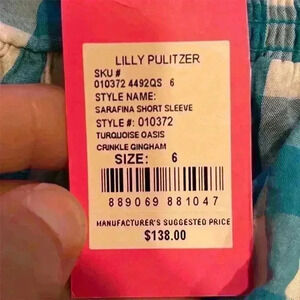 LILLY PULITZER
SKU #
010372 4492QS 6
STYLE NAME:
SARAFINA SHORT SLEEVE
STYLE #: 010372
TURQUOISE OASIS
CRINKLE GINGHAM
SIZE: 6
889069 881047
MANUFACTURER'S SUGGESTED PRICE
$138.00